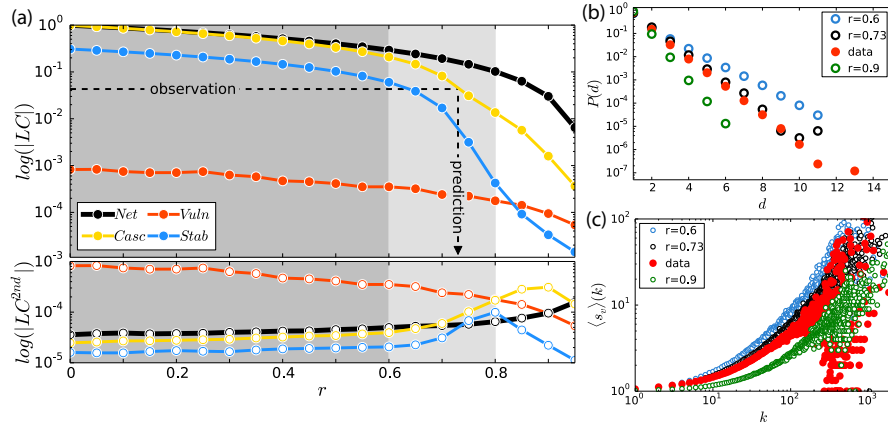 (a)
10^0
10^-1
10^-2
10^-3
10^-4
10^-3
log(|LC|)
observation
prediction
Net
Vuln
Casc
Stab
10^-4
10^-5
log(|LC^2nd|)
0.0
0.2
0.4
0.6
0.8
r
(b)
10^0
10^-1
10^-2
10^-3
10^-4
10^-5
10^-6
10^-7
P(d)
r=0.6
r=0.73
data
r=0.9
2
4
6
8
10
12
14
d
(c)
10^2
10^1
10^0
⟨s_v⟩(k)
r=0.6
r=0.73
data
r=0.9
10^0
10^1
10^2
10^3
k